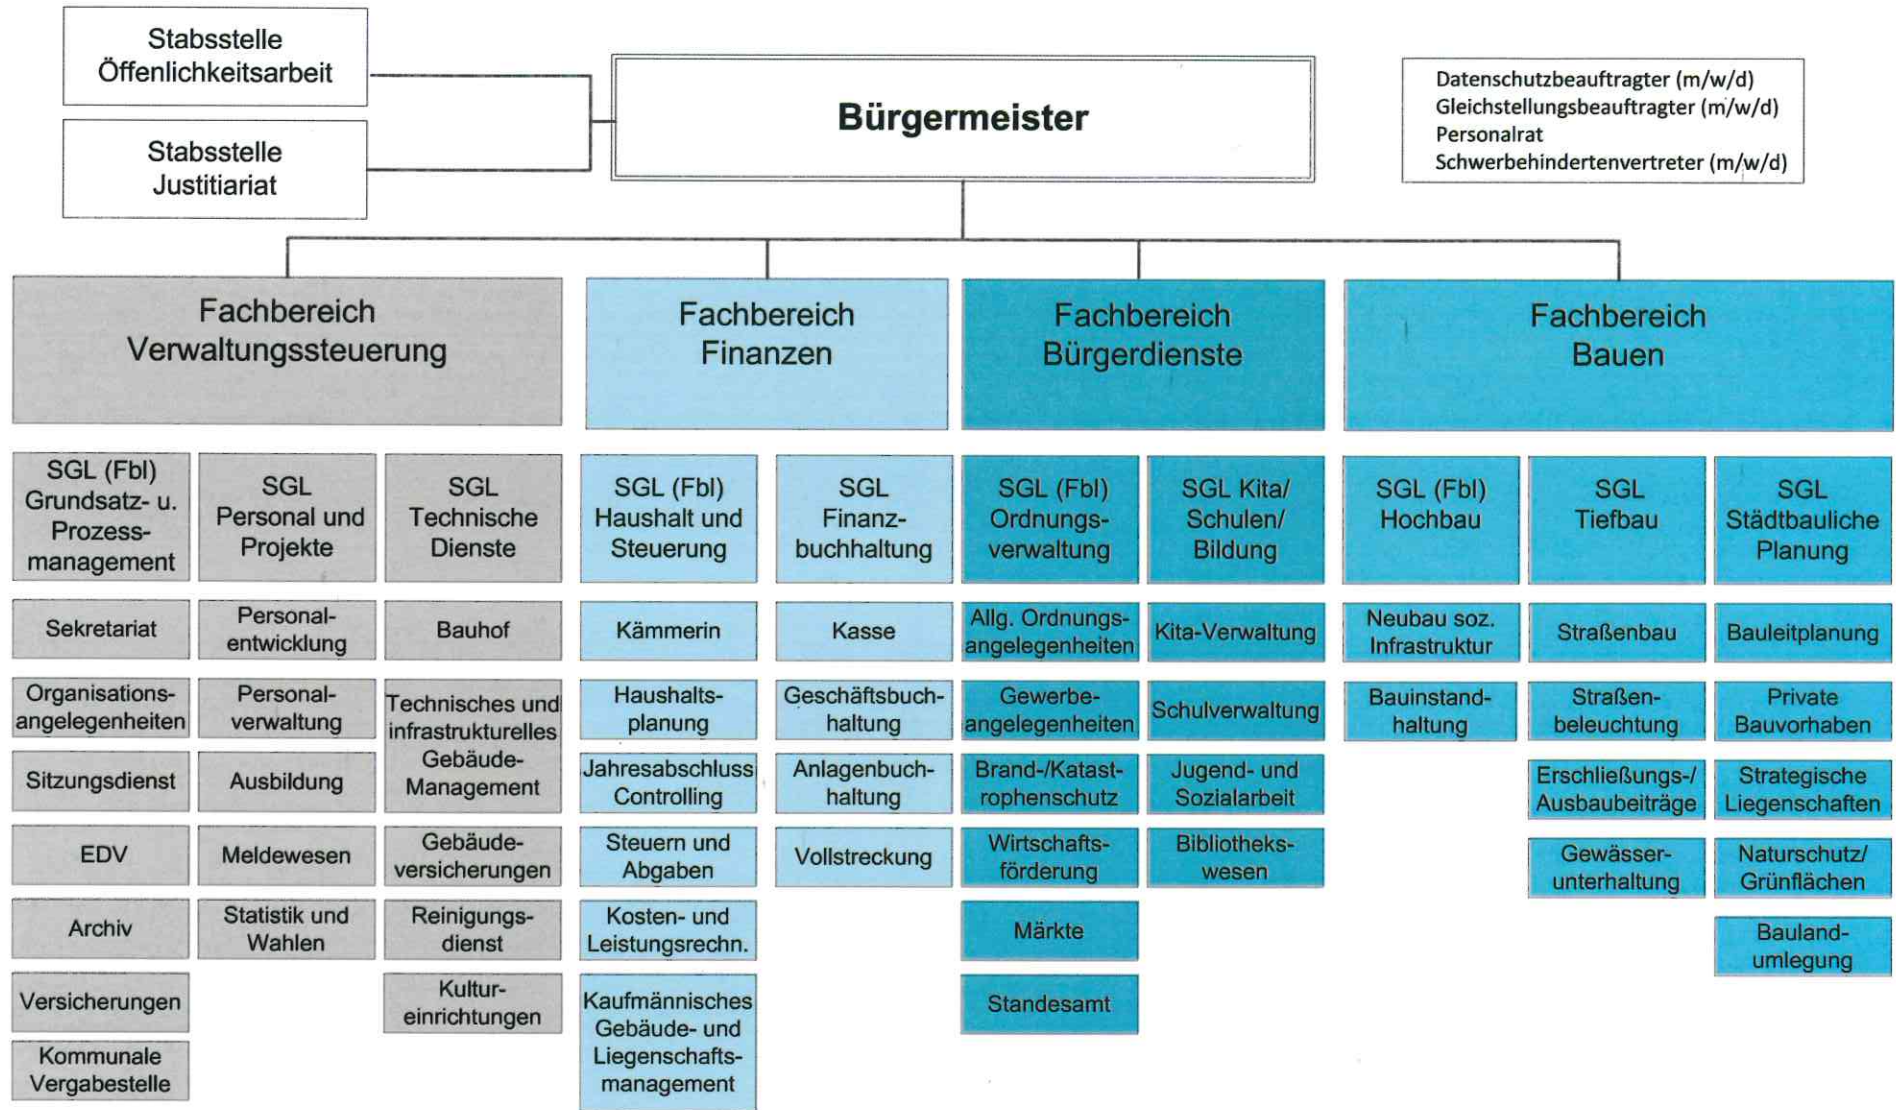 Stabsstelle
Öffenlichkeitsarbeit
Stabsstelle
Justitiariat
Bürgermeister
Datenschutzbeauftragter (m/w/d)
Gleichstellungsbeauftragter (m/w/d)
Personalrat
Schwerbehindertenvertreter (m/w/d)
Fachbereich
Verwaltungssteuerung
Fachbereich
Finanzen
Fachbereich
Bürgerdienste
Fachbereich
Bauen
SGL (Fbl)
Grundsatz- u.
Prozess-
management
SGL
Personal und
Projekte
SGL
Technische
Dienste
SGL (Fbl)
Haushalt und
Steuerung
SGL
Finanz-
buchhaltung
SGL (Fbl)
Ordnungs-
verwaltung
SGL Kita/
Schulen/
Bildung
SGL (Fbl)
Hochbau
SGL
Tiefbau
SGL
Städtbauliche
Planung
Sekretariat
Personal-
entwicklung
Bauhof
Kämmerin
Kasse
Allg. Ordnungs-
angelegenheiten
Kita-Verwaltung
Neubau soz.
Infrastruktur
Straßenbau
Bauleitplanung
Organisations-
angelegenheiten
Personal-
verwaltung
Technisches und
infrastrukturelles
Gebäude-
Management
Haushalts-
planung
Geschäftsbuch-
haltung
Gewerbe-
angelegenheiten
Schulverwaltung
Bauinstand-
haltung
Straßen-
beleuchtung
Private
Bauvorhaben
Sitzungsdienst
Ausbildung
Jahresabschluss
Controlling
Anlagenbuch-
haltung
Brand-/Katast-
rophenschutz
Jugend- und
Sozialarbeit
Erschließungs-/
Ausbaubeiträge
Strategische
Liegenschaften
EDV
Meldewesen
Gebäude-
versicherungen
Steuern und
Abgaben
Vollstreckung
Wirtschafts-
förderung
Bibliotheks-
wesen
Gewässer-
unterhaltung
Naturschutz/
Grünflächen
Archiv
Statistik und
Wahlen
Reinigungs-
dienst
Kosten- und
Leistungsrechn.
Märkte
Bauland-
umlegung
Versicherungen
Kultur-
einrichtungen
Kaufmännisches
Gebäude- und
Liegenschafts-
management
Standesamt
Kommunale
Vergabestelle